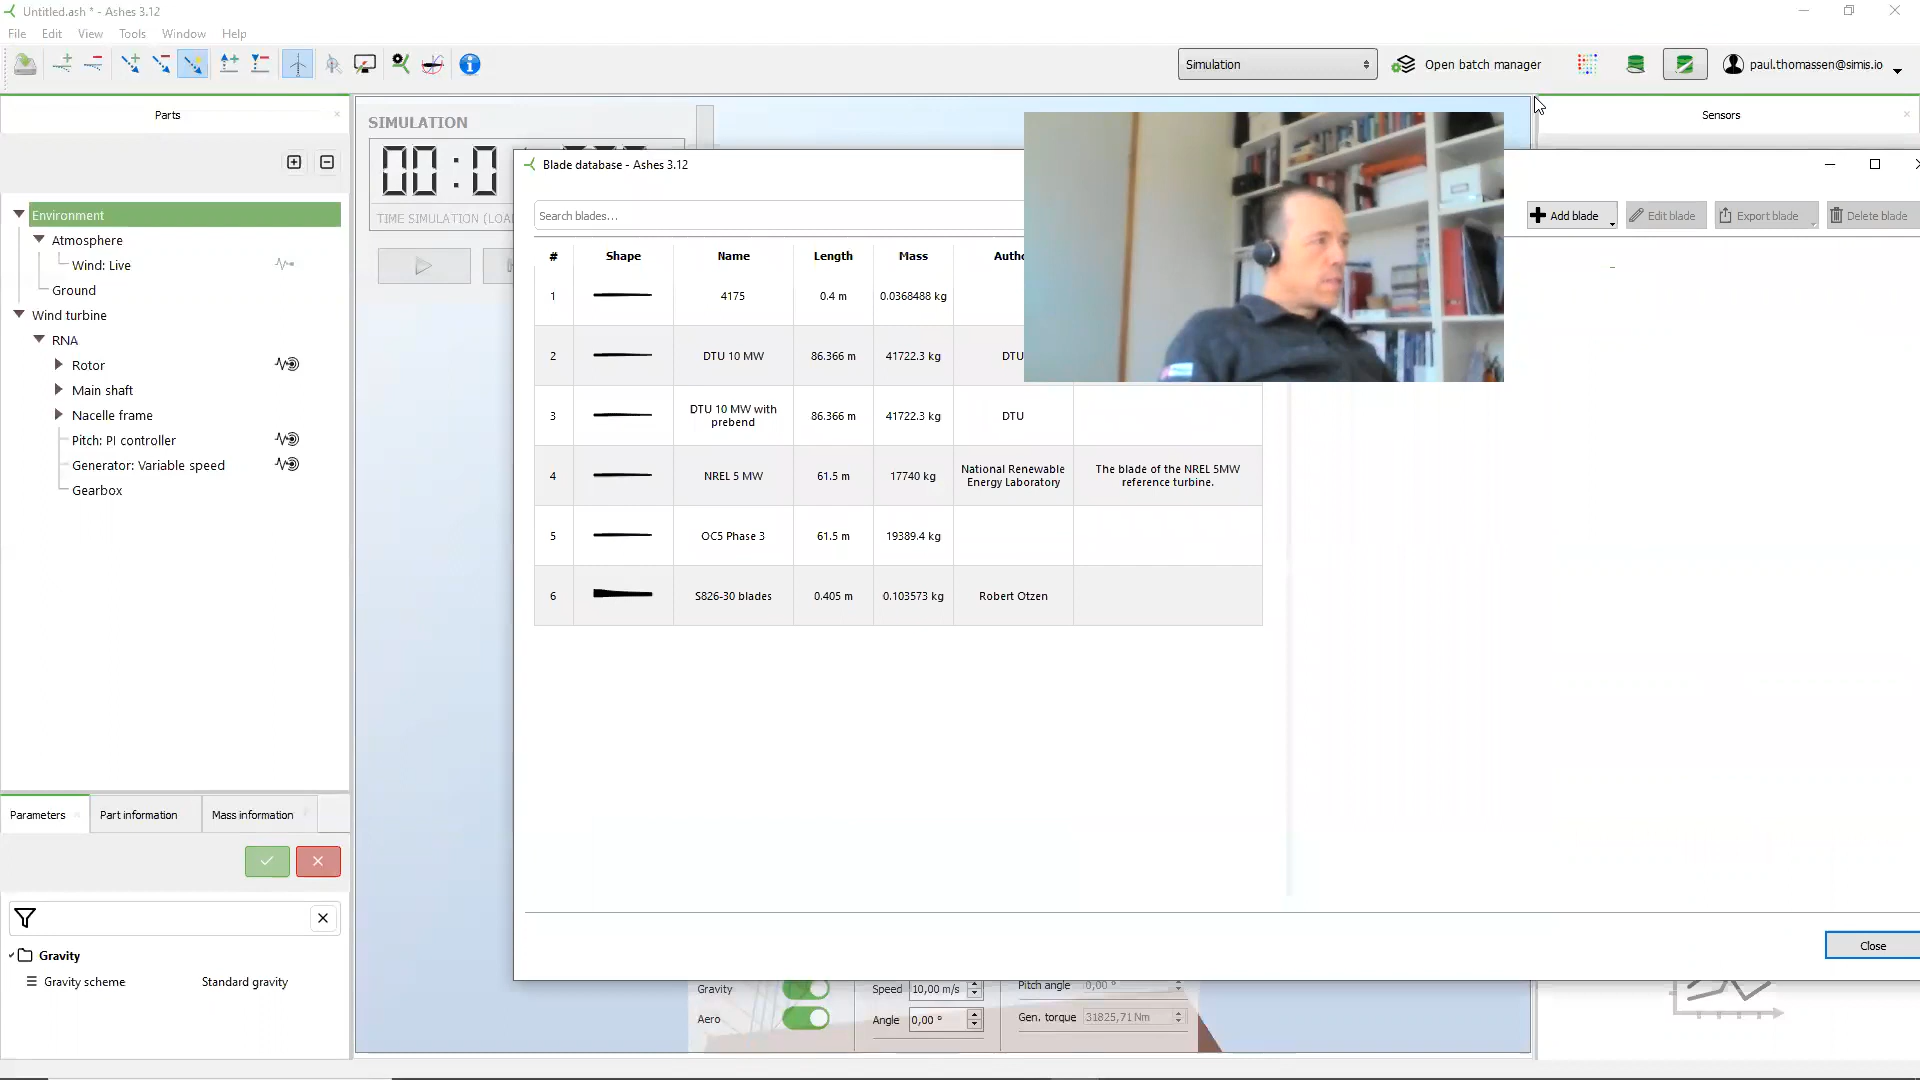 Untitled.ash * - Ashes 3.12
File Edit View Tools Window Help
Simulation
Open batch manager
paul.thomassen@simis.io
Parts
Sensors
SIMULATION
00:0
TIME SIMULATION (LOA
Environment
Atmosphere
Wind: Live
Ground
Wind turbine
RNA
Rotor
Main shaft
Nacelle frame
Pitch: PI controller
Generator: Variable speed
Gearbox
Blade database - Ashes 3.12
Search blades...
Add blade Edit blade Export blade Delete blade
# Shape Name Length Mass Autho
1 4175 0.4 m 0.0368488 kg
2 DTU 10 MW 86.366 m 41722.3 kg DTU
3 DTU 10 MW with prebend 86.366 m 41722.3 kg DTU
4 NREL 5 MW 61.5 m 17740 kg National Renewable Energy Laboratory The blade of the NREL 5MW reference turbine.
5 OC5 Phase 3 61.5 m 19389.4 kg
6 S826-30 blades 0.405 m 0.103573 kg Robert Otzen
Close
Parameters Part information Mass information
Gravity
Gravity scheme Standard gravity
Gravity Speed 10,00 m/s Pitch angle 0,00 °
Aero Angle 0,00 ° Gen. torque 31825,71 Nm